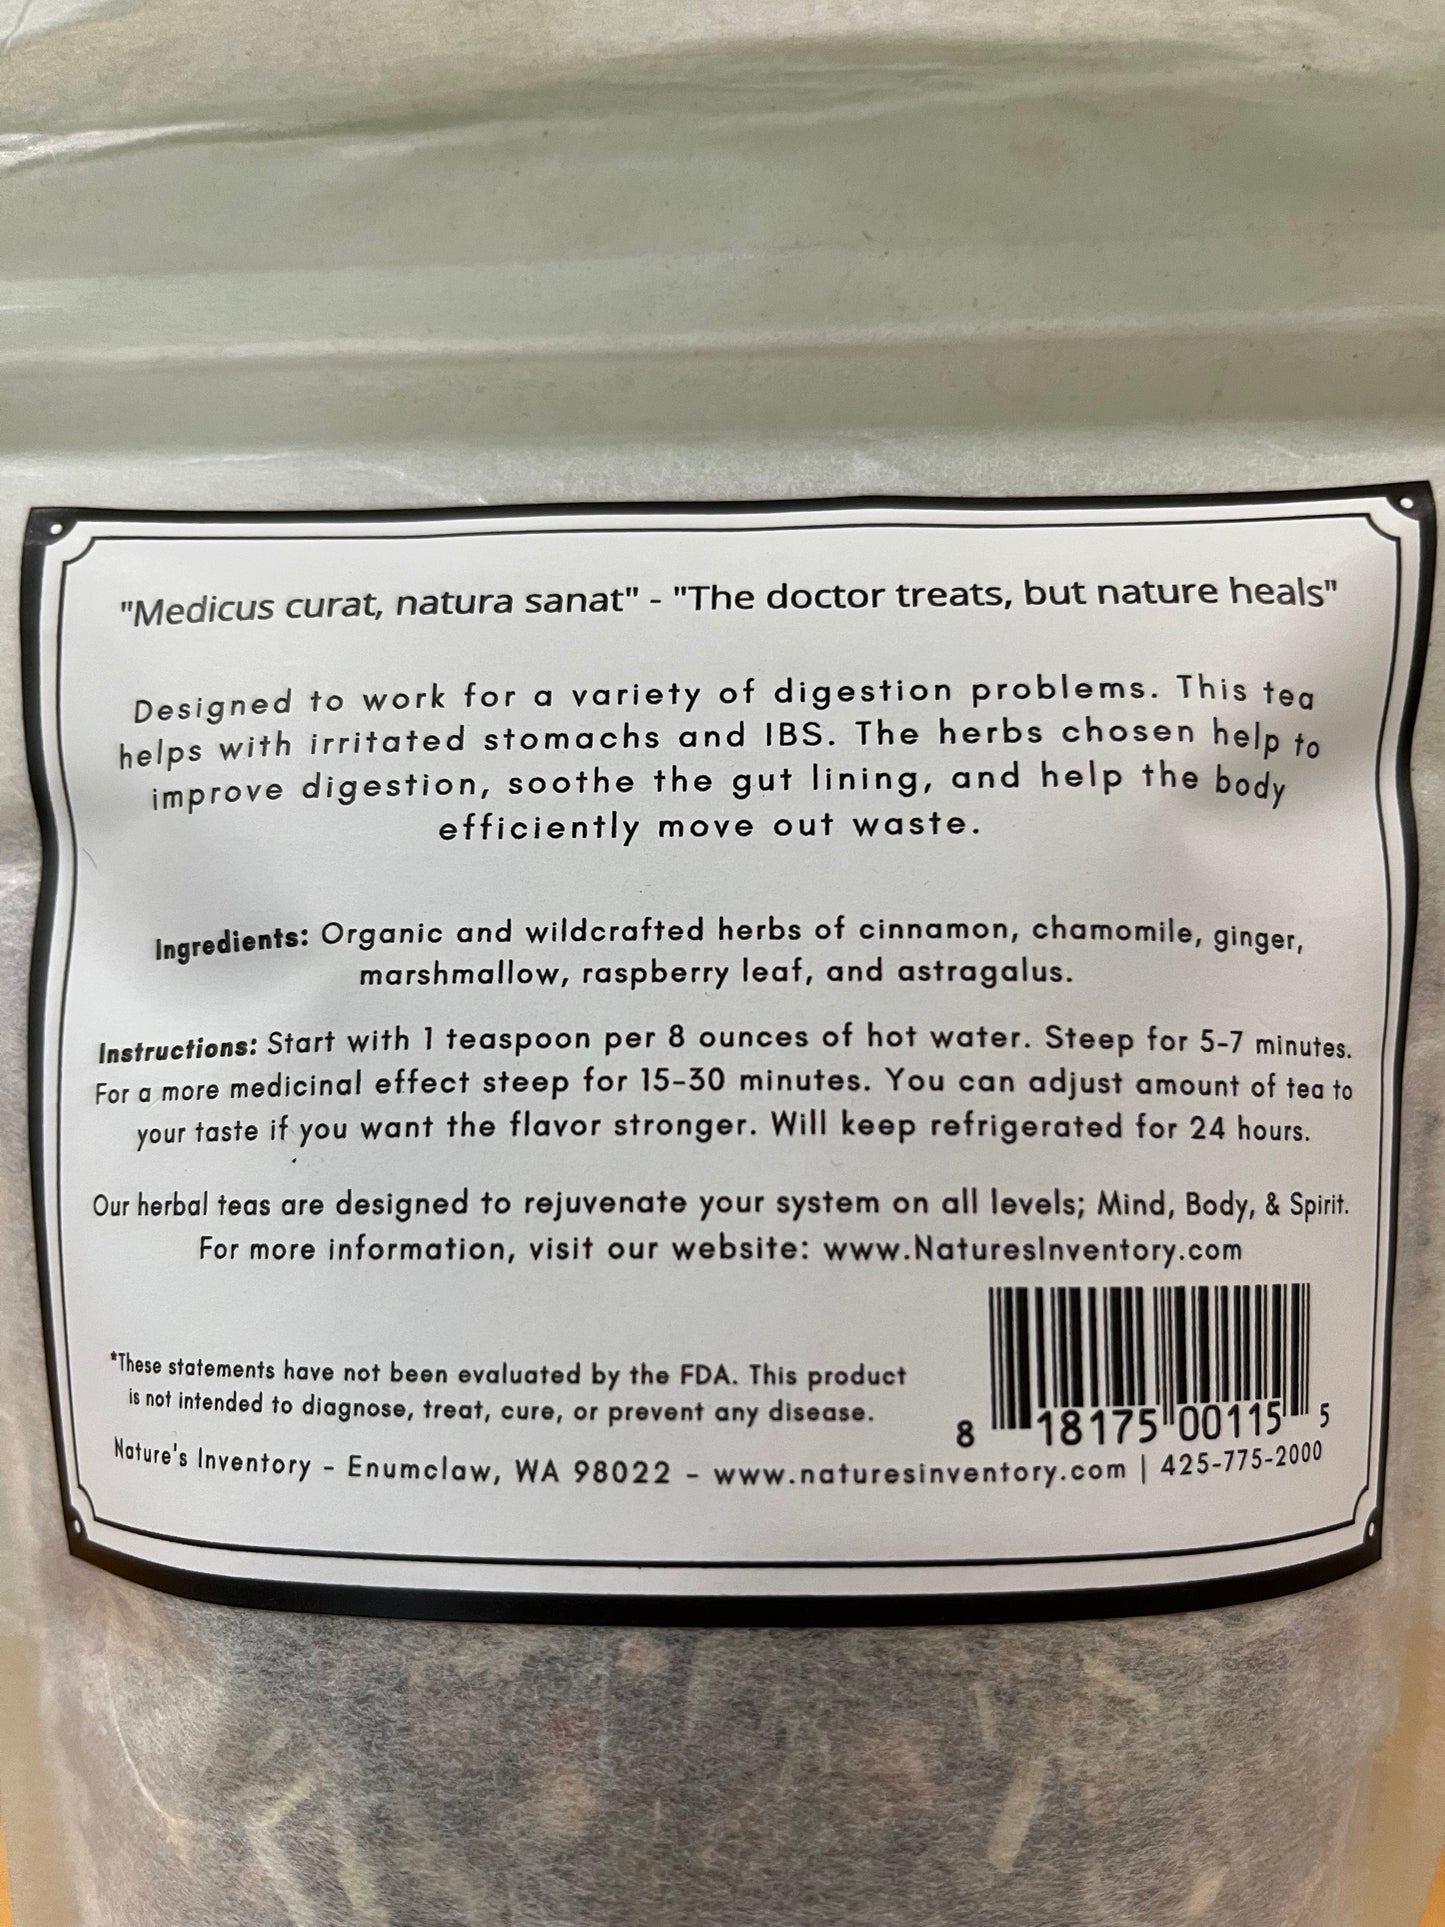 "Medicus curat, natura sanat" - "The doctor treats, but nature heals"
Designed to work for a variety of digestion problems. This tea
helps with irritated stomachs and IBS. The herbs chosen help to
improve digestion, soothe the gut lining, and help the body
efficiently move out waste.
Ingredients: Organic and wildcrafted herbs of cinnamon, chamomile, ginger,
marshmallow, raspberry leaf, and astragalus.
Instructions: Start with 1 teaspoon per 8 ounces of hot water. Steep for 5-7 minutes.
For a more medicinal effect steep for 15-30 minutes. You can adjust amount of tea to
your taste if you want the flavor stronger. Will keep refrigerated for 24 hours.
Our herbal teas are designed to rejuvenate your system on all levels; Mind, Body, & Spirit.
For more information, visit our website: www.NaturesInventory.com
*These statements have not been evaluated by the FDA. This product
is not intended to diagnose, treat, cure, or prevent any disease.
8 18175 00115 5
Nature's Inventory - Enumclaw, WA 98022 - www.naturesinventory.com | 425-775-2000